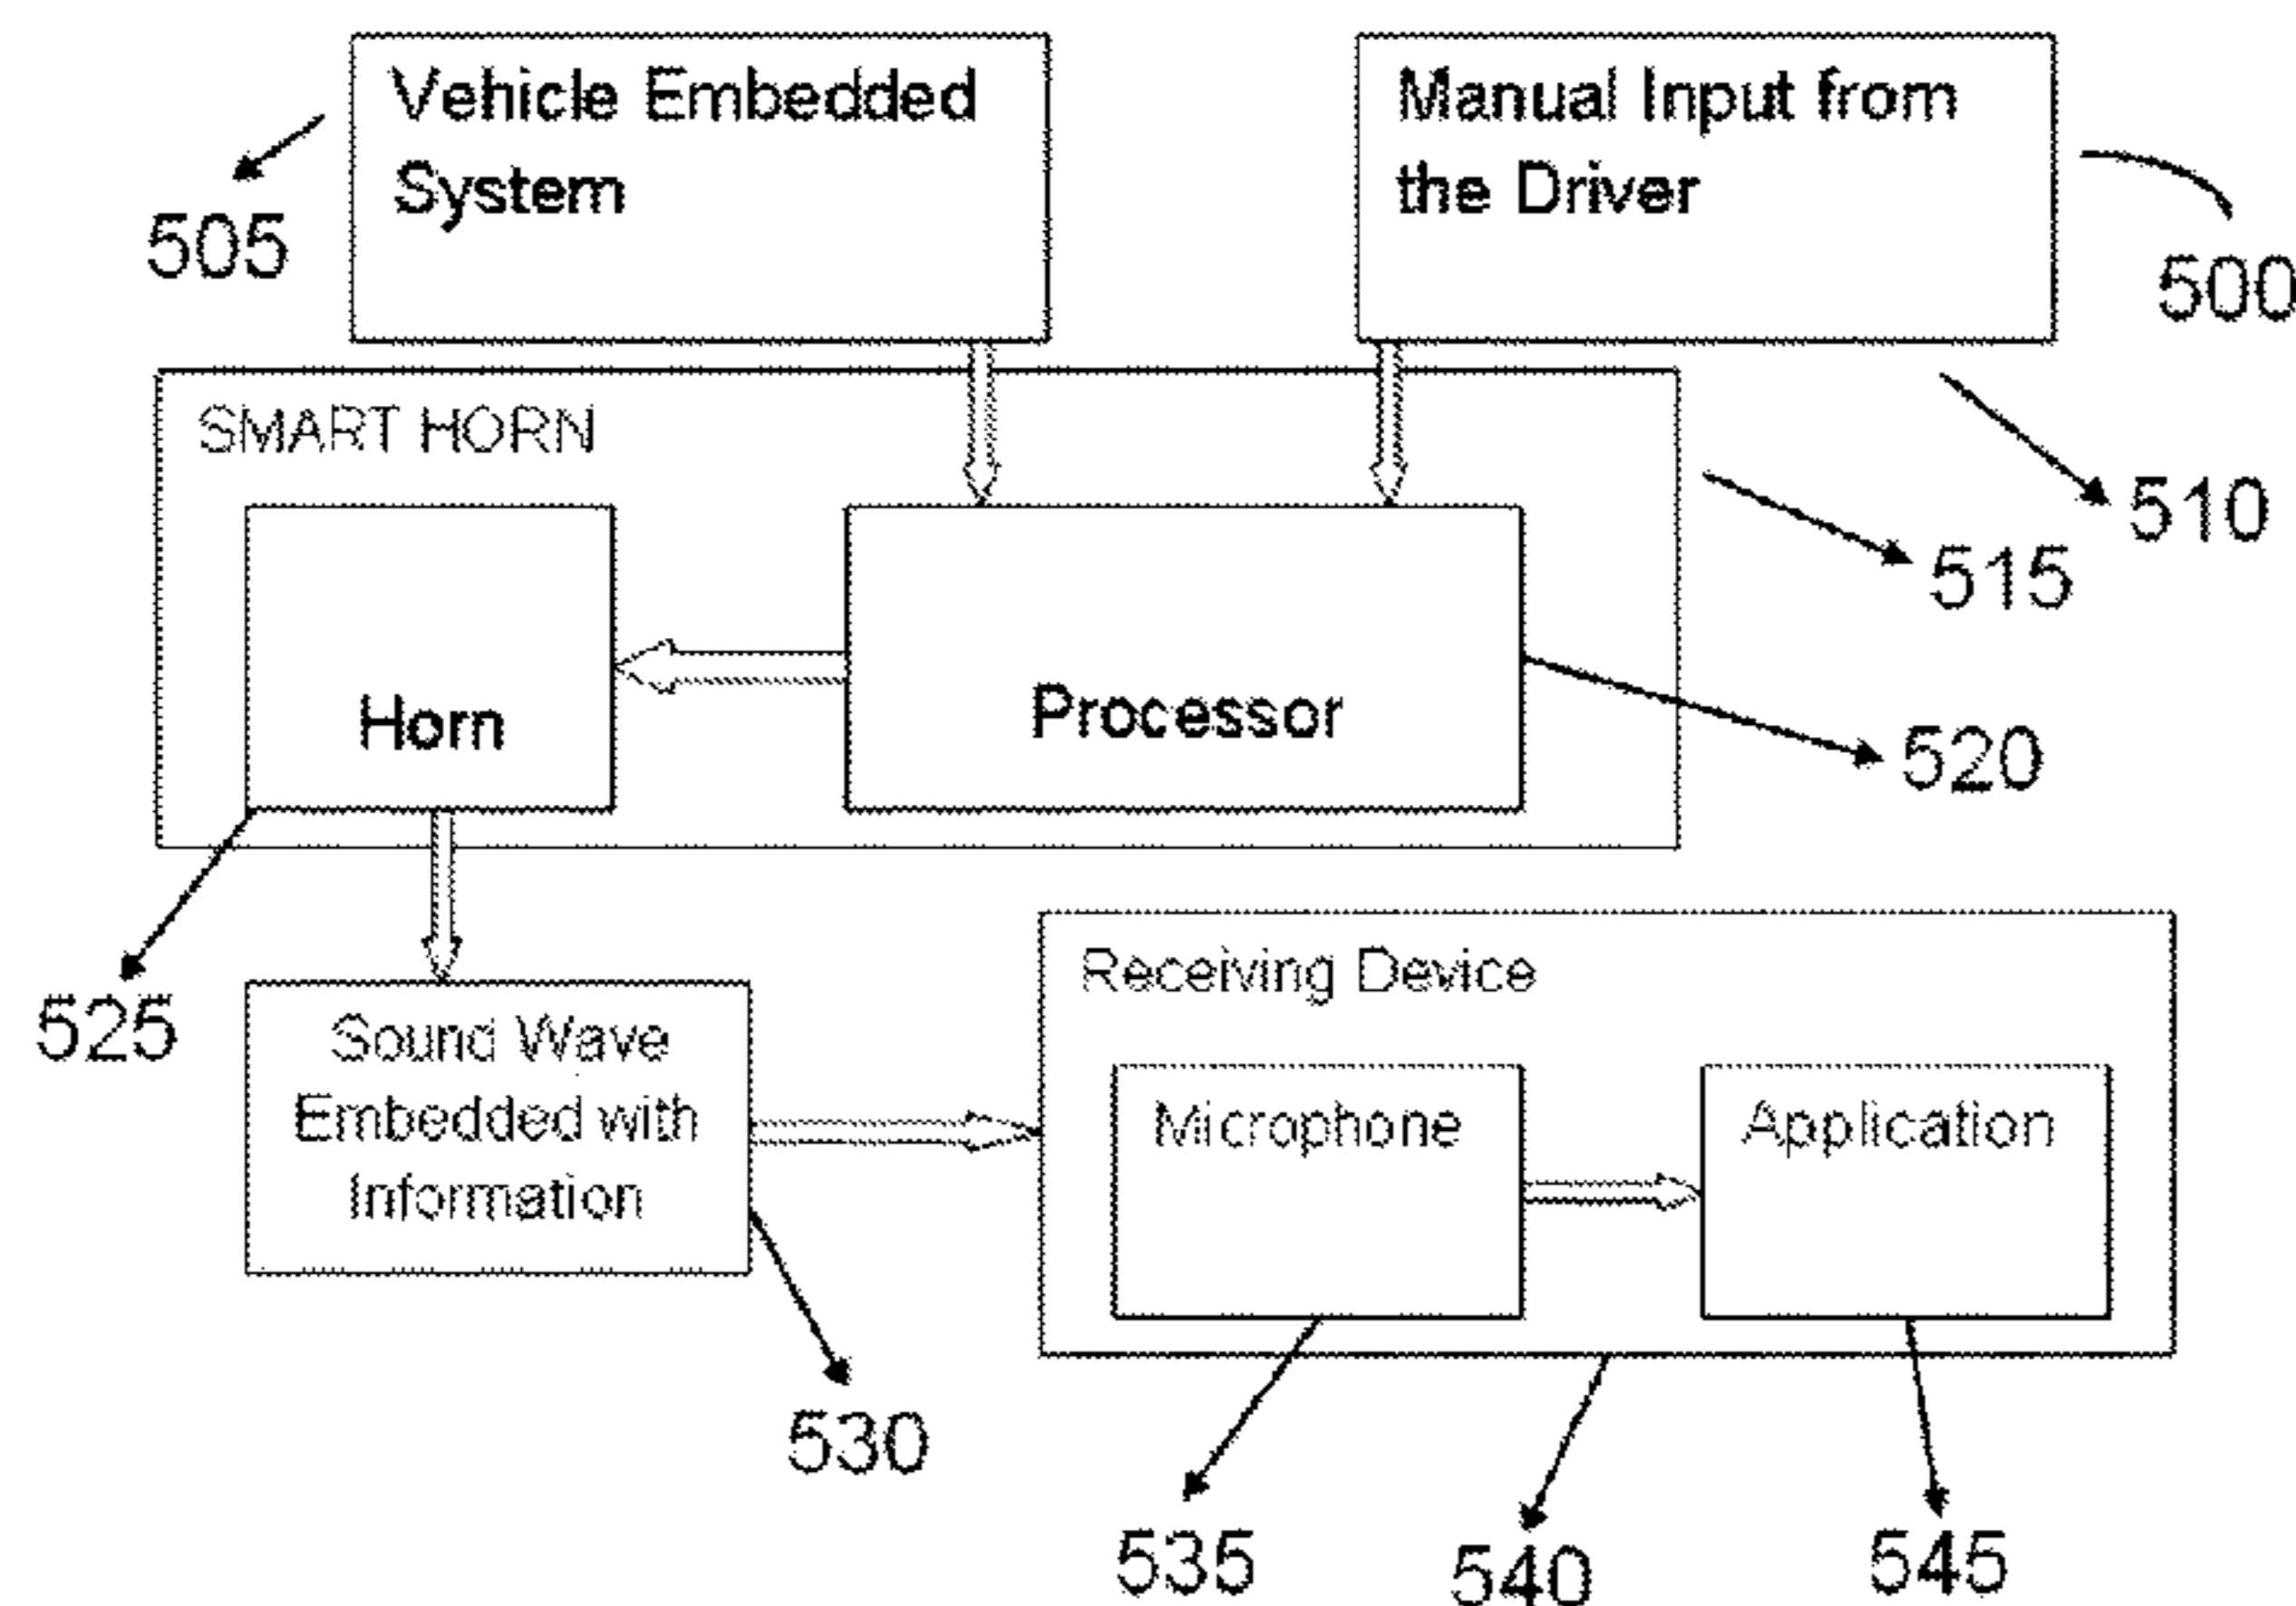 Vehicle Embedded
System
Manual Input from
the Driver
505
500
SMART HORN
510
515
Horn
Processor
520
525
Sound Wave
Embedded with
Information
Receiving Device
Microphone
Application
530
535
540
545